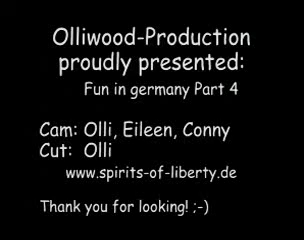 Olliwood-Production
proudly presented:
Fun in germany Part 4
Cam: Olli, Eileen, Conny
Cut: Olli
www.spirits-of-liberty.de
Thank you for looking! ;-)